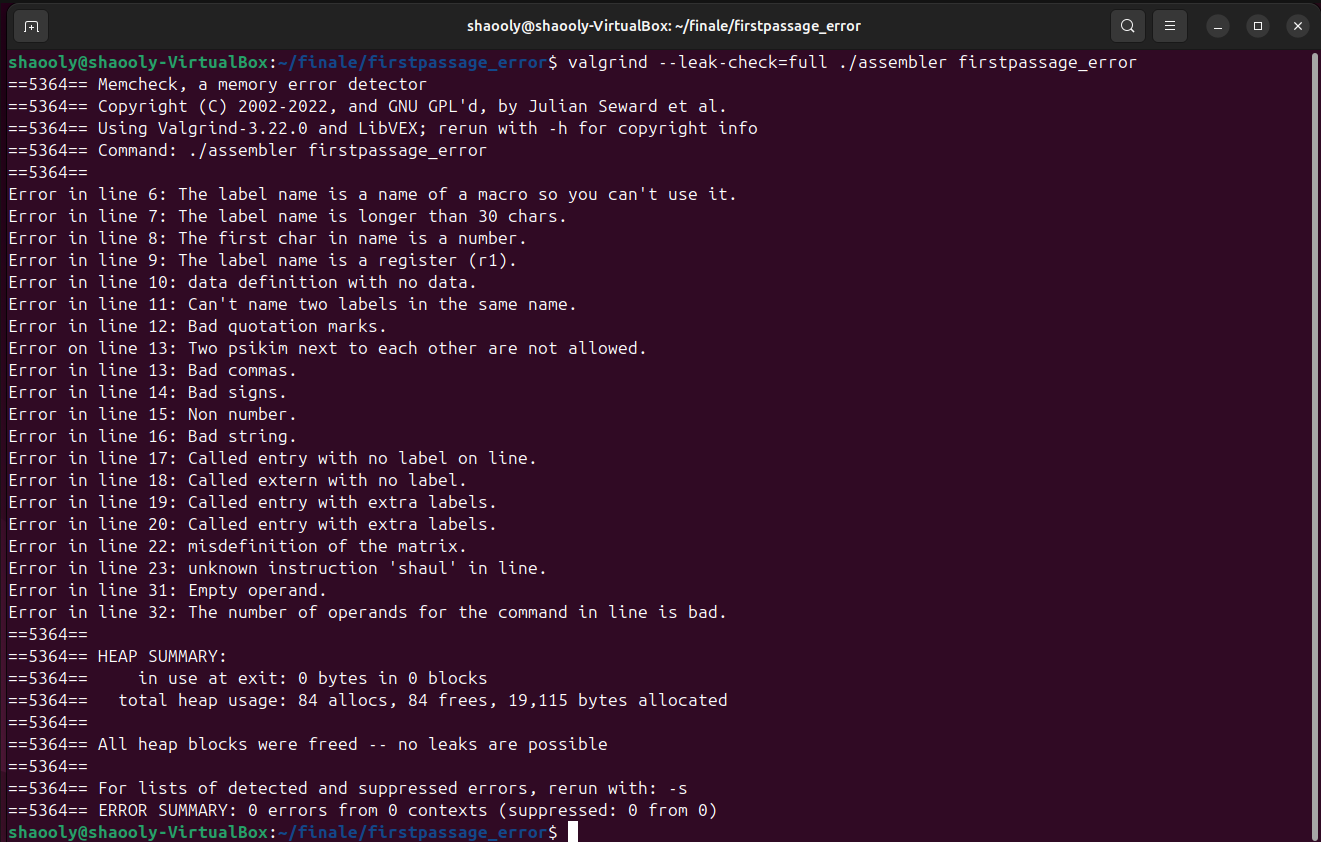 shaooly@shaooly-VirtualBox: ~/finale/firstpassage_error
shaooly@shaooly-VirtualBox:~/finale/firstpassage_error$ valgrind --leak-check=full ./assembler firstpassage_error
==5364== Memcheck, a memory error detector
==5364== Copyright (C) 2002-2022, and GNU GPL'd, by Julian Seward et al.
==5364== Using Valgrind-3.22.0 and LibVEX; rerun with -h for copyright info
==5364== Command: ./assembler firstpassage_error
==5364==
Error in line 6: The label name is a name of a macro so you can't use it.
Error in line 7: The label name is longer than 30 chars.
Error in line 8: The first char in name is a number.
Error in line 9: The label name is a register (r1).
Error in line 10: data definition with no data.
Error in line 11: Can't name two labels in the same name.
Error in line 12: Bad quotation marks.
Error on line 13: Two psikim next to each other are not allowed.
Error in line 13: Bad commas.
Error in line 14: Bad signs.
Error in line 15: Non number.
Error in line 16: Bad string.
Error in line 17: Called entry with no label on line.
Error in line 18: Called extern with no label.
Error in line 19: Called entry with extra labels.
Error in line 20: Called entry with extra labels.
Error in line 22: misdefinition of the matrix.
Error in line 23: unknown instruction 'shaul' in line.
Error in line 31: Empty operand.
Error in line 32: The number of operands for the command in line is bad.
==5364==
==5364== HEAP SUMMARY:
==5364==     in use at exit: 0 bytes in 0 blocks
==5364==   total heap usage: 84 allocs, 84 frees, 19,115 bytes allocated
==5364==
==5364== All heap blocks were freed -- no leaks are possible
==5364==
==5364== For lists of detected and suppressed errors, rerun with: -s
==5364== ERROR SUMMARY: 0 errors from 0 contexts (suppressed: 0 from 0)
shaooly@shaooly-VirtualBox:~/finale/firstpassage_error$